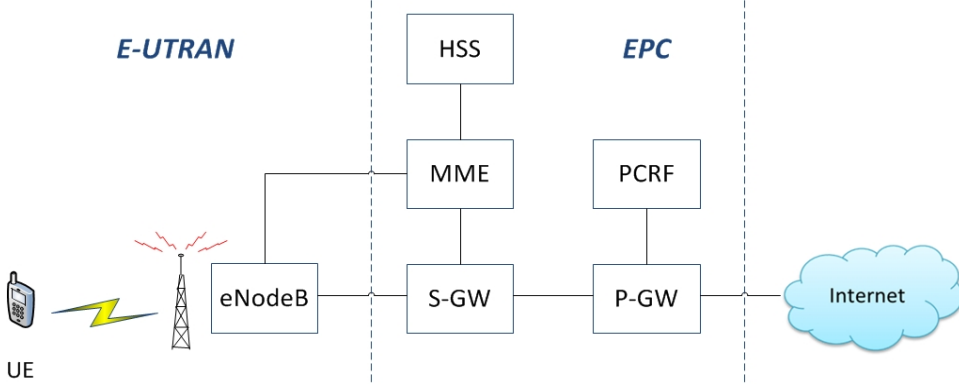 E-UTRAN
EPC
HSS
MME
PCRF
eNodeB
S-GW
P-GW
Internet
UE